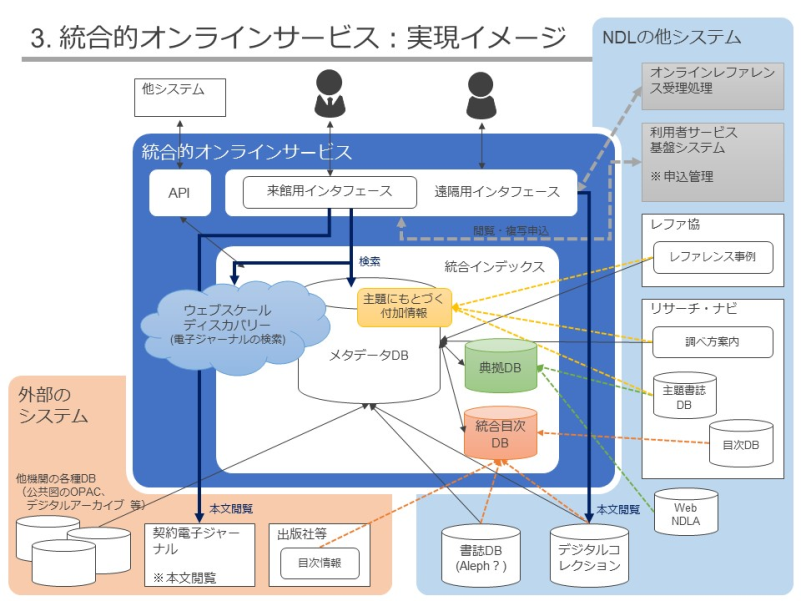 3. 統合的オンラインサービス：実現イメージ
NDLの他システム
オンラインレファレン
ス受理処理
他システム
利用者サービス
基盤システム
※ 申込管理
統合的オンラインサービス
API
来館用インタフェース
遠隔用インタフェース
閲覧・複写申込
レファ協
レファレンス事例
検索
統合インデックス
ウェブスケール
ディスカバリー
(電子ジャーナルの検索)
主題にもとづく
付加情報
メタデータDB
リサーチ・ナビ
調べ方案内
典拠DB
主題書誌
DB
統合目次
DB
目次DB
外部の
システム
他機関の各種DB
（公共図のOPAC、
デジタルアーカイブ 等）
本文閲覧
本文閲覧
Web
NDLA
契約電子ジャー
ナル
※ 本文閲覧
出版社等
目次情報
書誌DB
(Aleph？)
デジタルコ
レクション